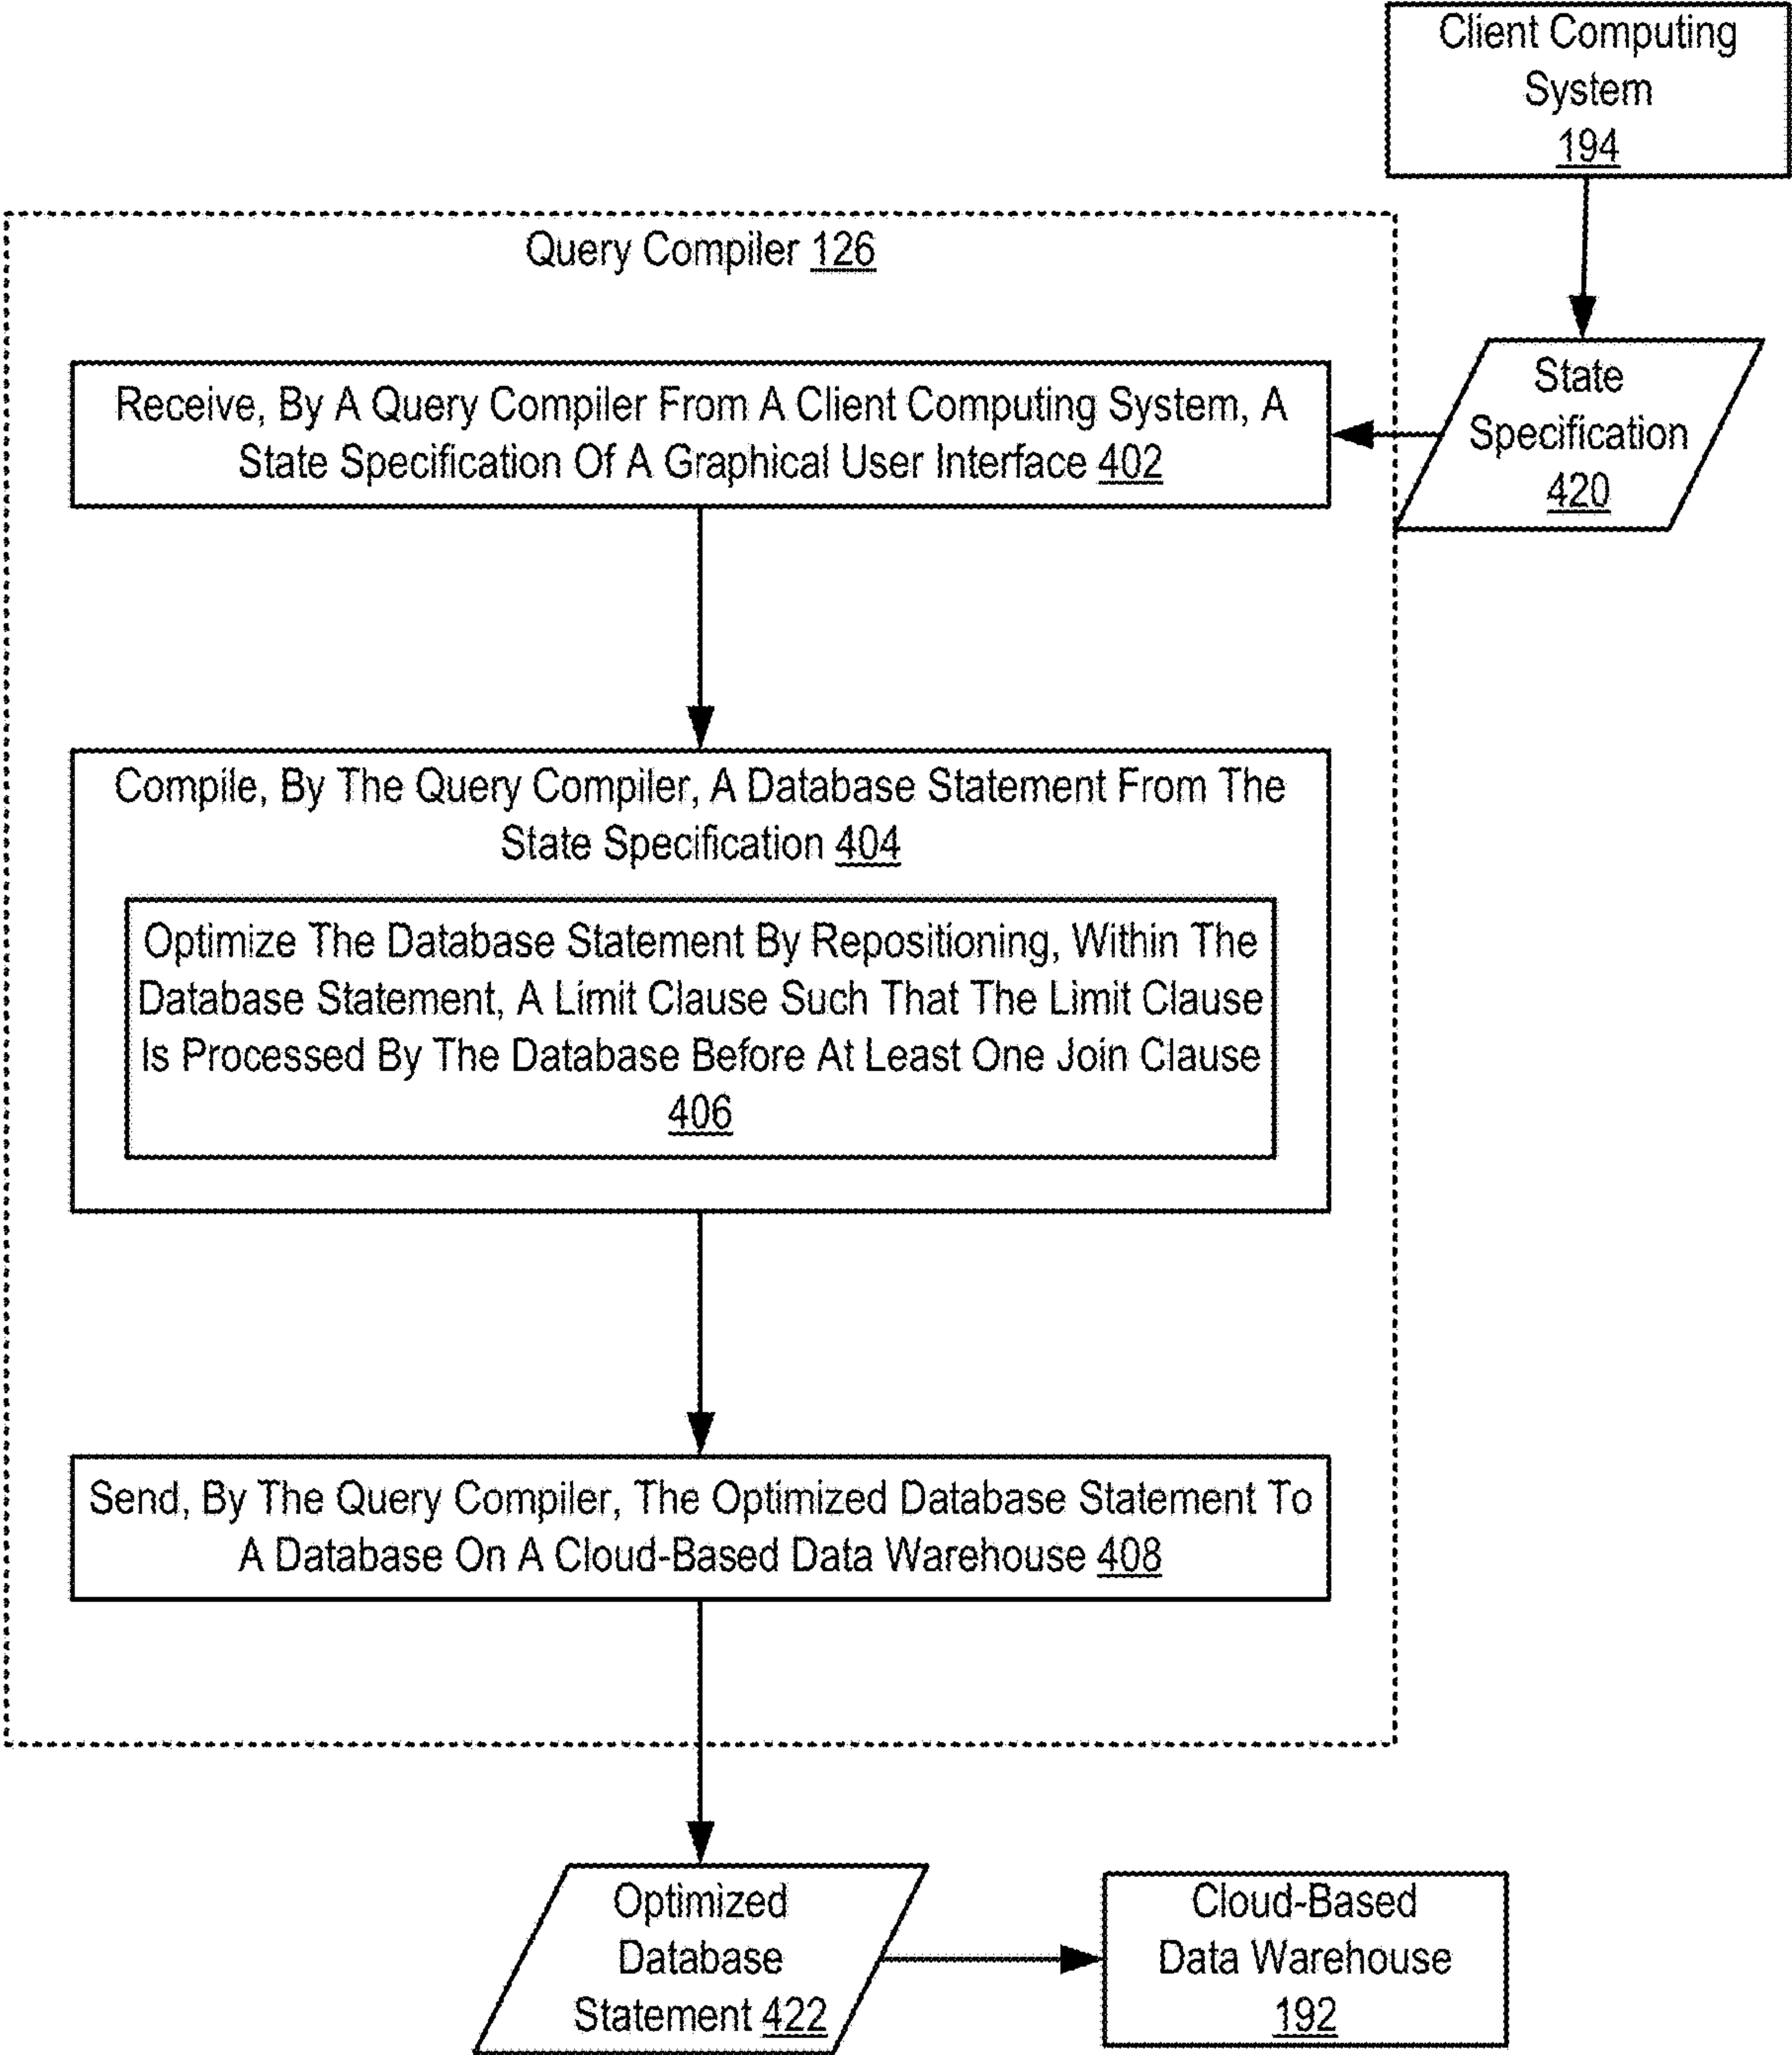 Client Computing
System
194
Query Compiler 126
Receive, By A Query Compiler From A Client Computing System, A
State Specification Of A Graphical User Interface 402
State
Specification
420
Compile, By The Query Compiler, A Database Statement From The
State Specification 404
Optimize The Database Statement By Repositioning, Within The
Database Statement, A Limit Clause Such That The Limit Clause
Is Processed By The Database Before At Least One Join Clause
406
Send, By The Query Compiler, The Optimized Database Statement To
A Database On A Cloud-Based Data Warehouse 408
Optimized
Database
Statement 422
Cloud-Based
Data Warehouse
192